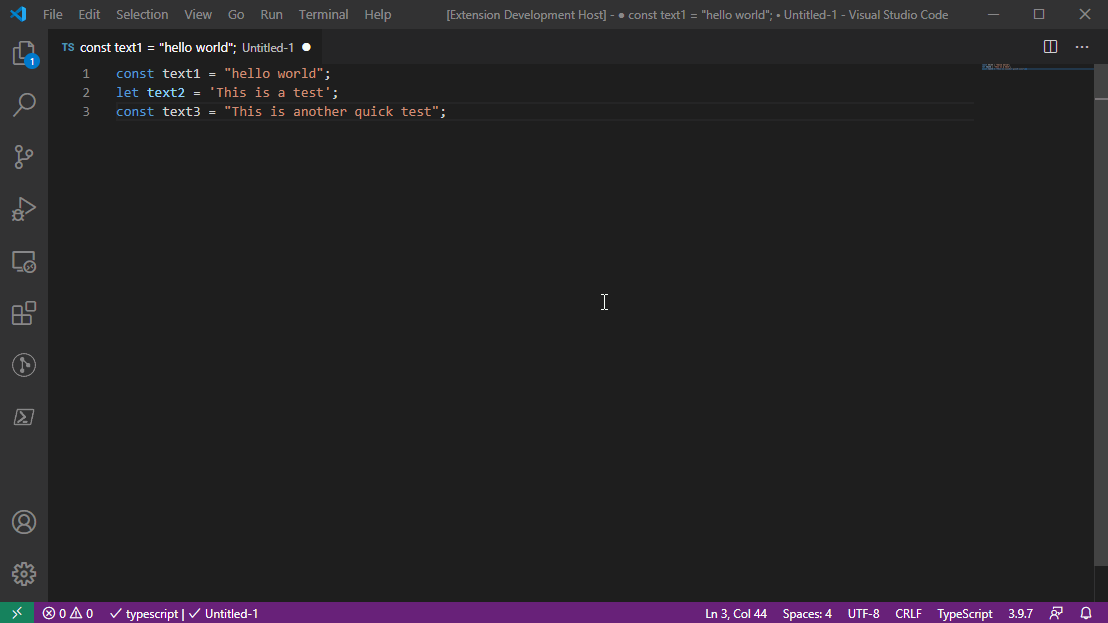 File Edit Selection View Go Run Terminal Help [Extension Development Host] - ● const text1 = "hello world"; • Untitled-1 - Visual Studio Code
TS const text1 = "hello world"; Untitled-1 ●
1
1 const text1 = "hello world";
2 let text2 = 'This is a test';
3 const text3 = "This is another quick test";
0 0 typescript | Untitled-1 Ln 3, Col 44 Spaces: 4 UTF-8 CRLF TypeScript 3.9.7